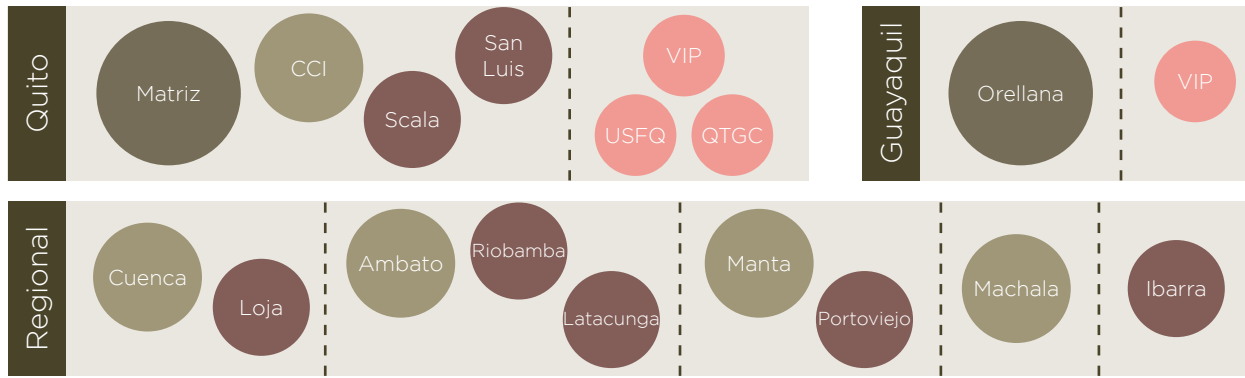 Quito
Matriz
CCI
Scala
San
Luis
VIP
USFQ
QTGC
Guayaquil
Orellana
VIP
Regional
Cuenca
Loja
Ambato
Riobamba
Latacunga
Manta
Portoviejo
Machala
Ibarra